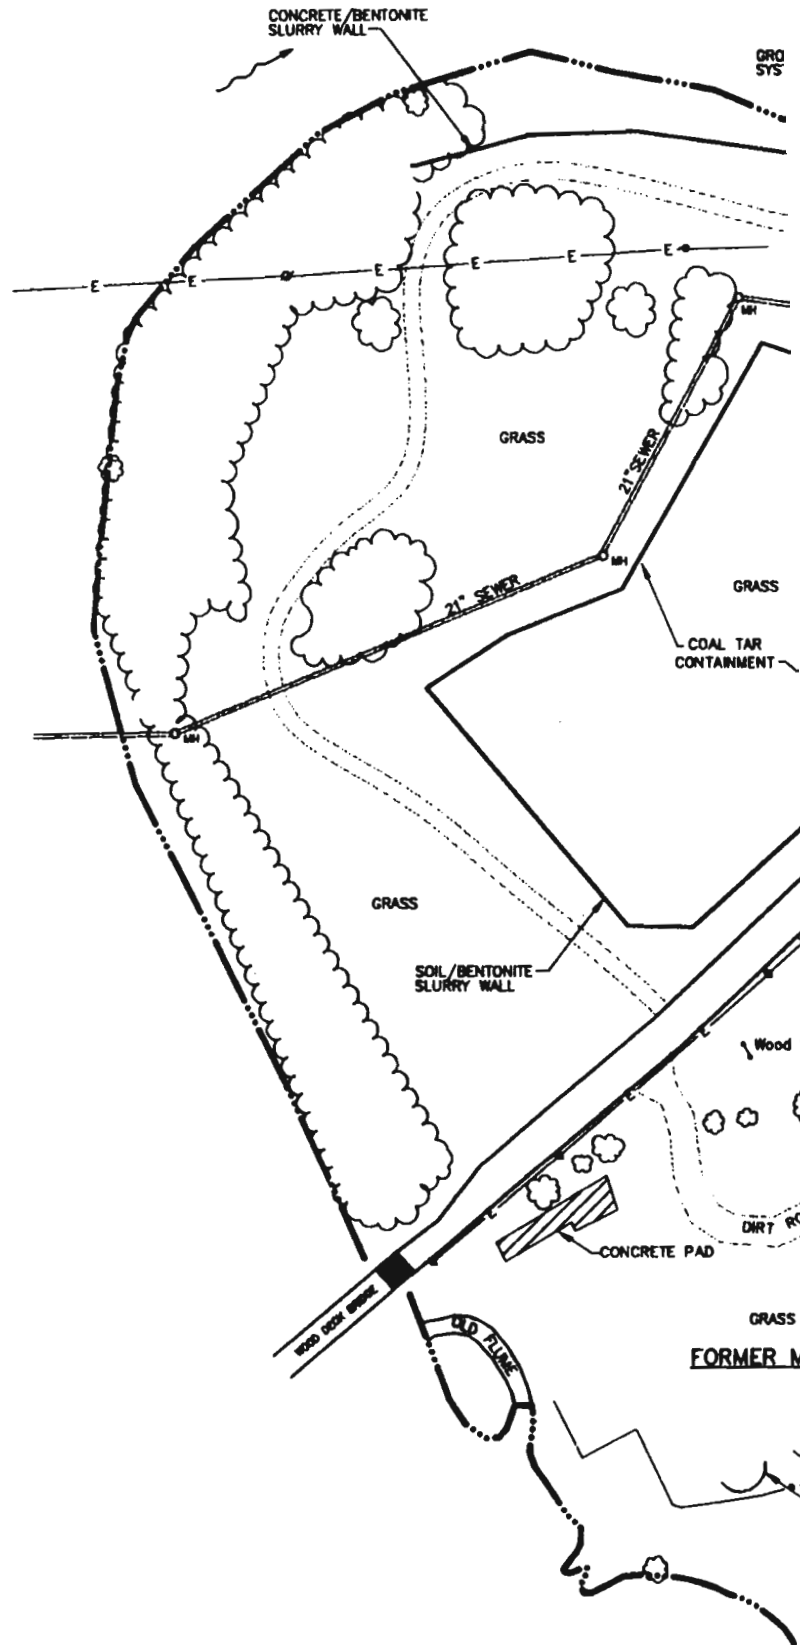 CONCRETE/BENTONITE
SLURRY WALL
GRO
SYS
E
E
E
E
E
E
MH
GRASS
21" SEWER
MH
21" SEWER
GRASS
COAL TAR
CONTAINMENT
MH
GRASS
SOIL/BENTONITE
SLURRY WALL
E
Wood
E
E
DIRT RO
CONCRETE PAD
WOOD DECK BRIDGE
GRASS
OLD FLUME
FORMER M